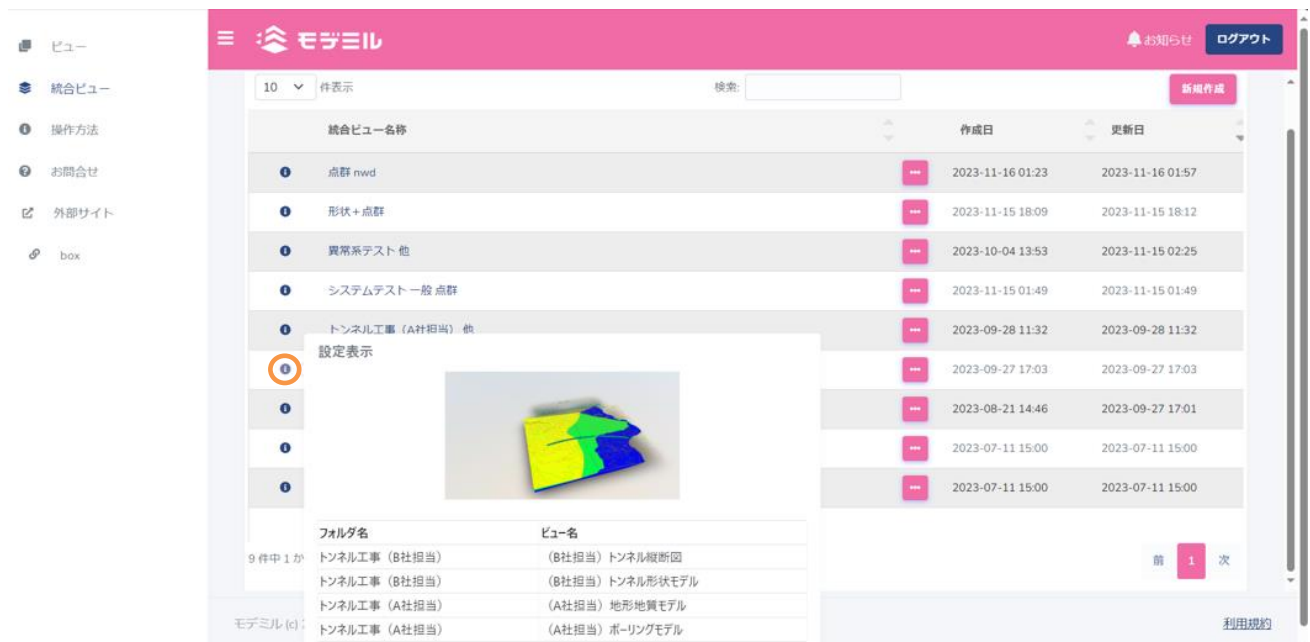 ビュー
統合ビュー
操作方法
お問合せ
外部サイト
box
モデミル
お知らせ
ログアウト
10 件表示
検索:
新規作成
統合ビュー名称 作成日 更新日
点群 nwd 2023-11-16 01:23 2023-11-16 01:57
形状+点群 2023-11-15 18:09 2023-11-15 18:12
異常系テスト 他 2023-10-04 13:53 2023-11-15 02:25
システムテスト 一般 点群 2023-11-15 01:49 2023-11-15 01:49
トンネル工事（A社担当） 他 2023-09-28 11:32 2023-09-28 11:32
2023-09-27 17:03 2023-09-27 17:03
2023-08-21 14:46 2023-09-27 17:01
2023-07-11 15:00 2023-07-11 15:00
2023-07-11 15:00 2023-07-11 15:00
設定表示
フォルダ名 ビュー名
トンネル工事（B社担当） （B社担当）トンネル縦断図
トンネル工事（B社担当） （B社担当）トンネル形状モデル
トンネル工事（A社担当） （A社担当）地形地質モデル
トンネル工事（A社担当） （A社担当）ボーリングモデル
9 件中 1 か
前 1 次
モデミル (c)
利用規約